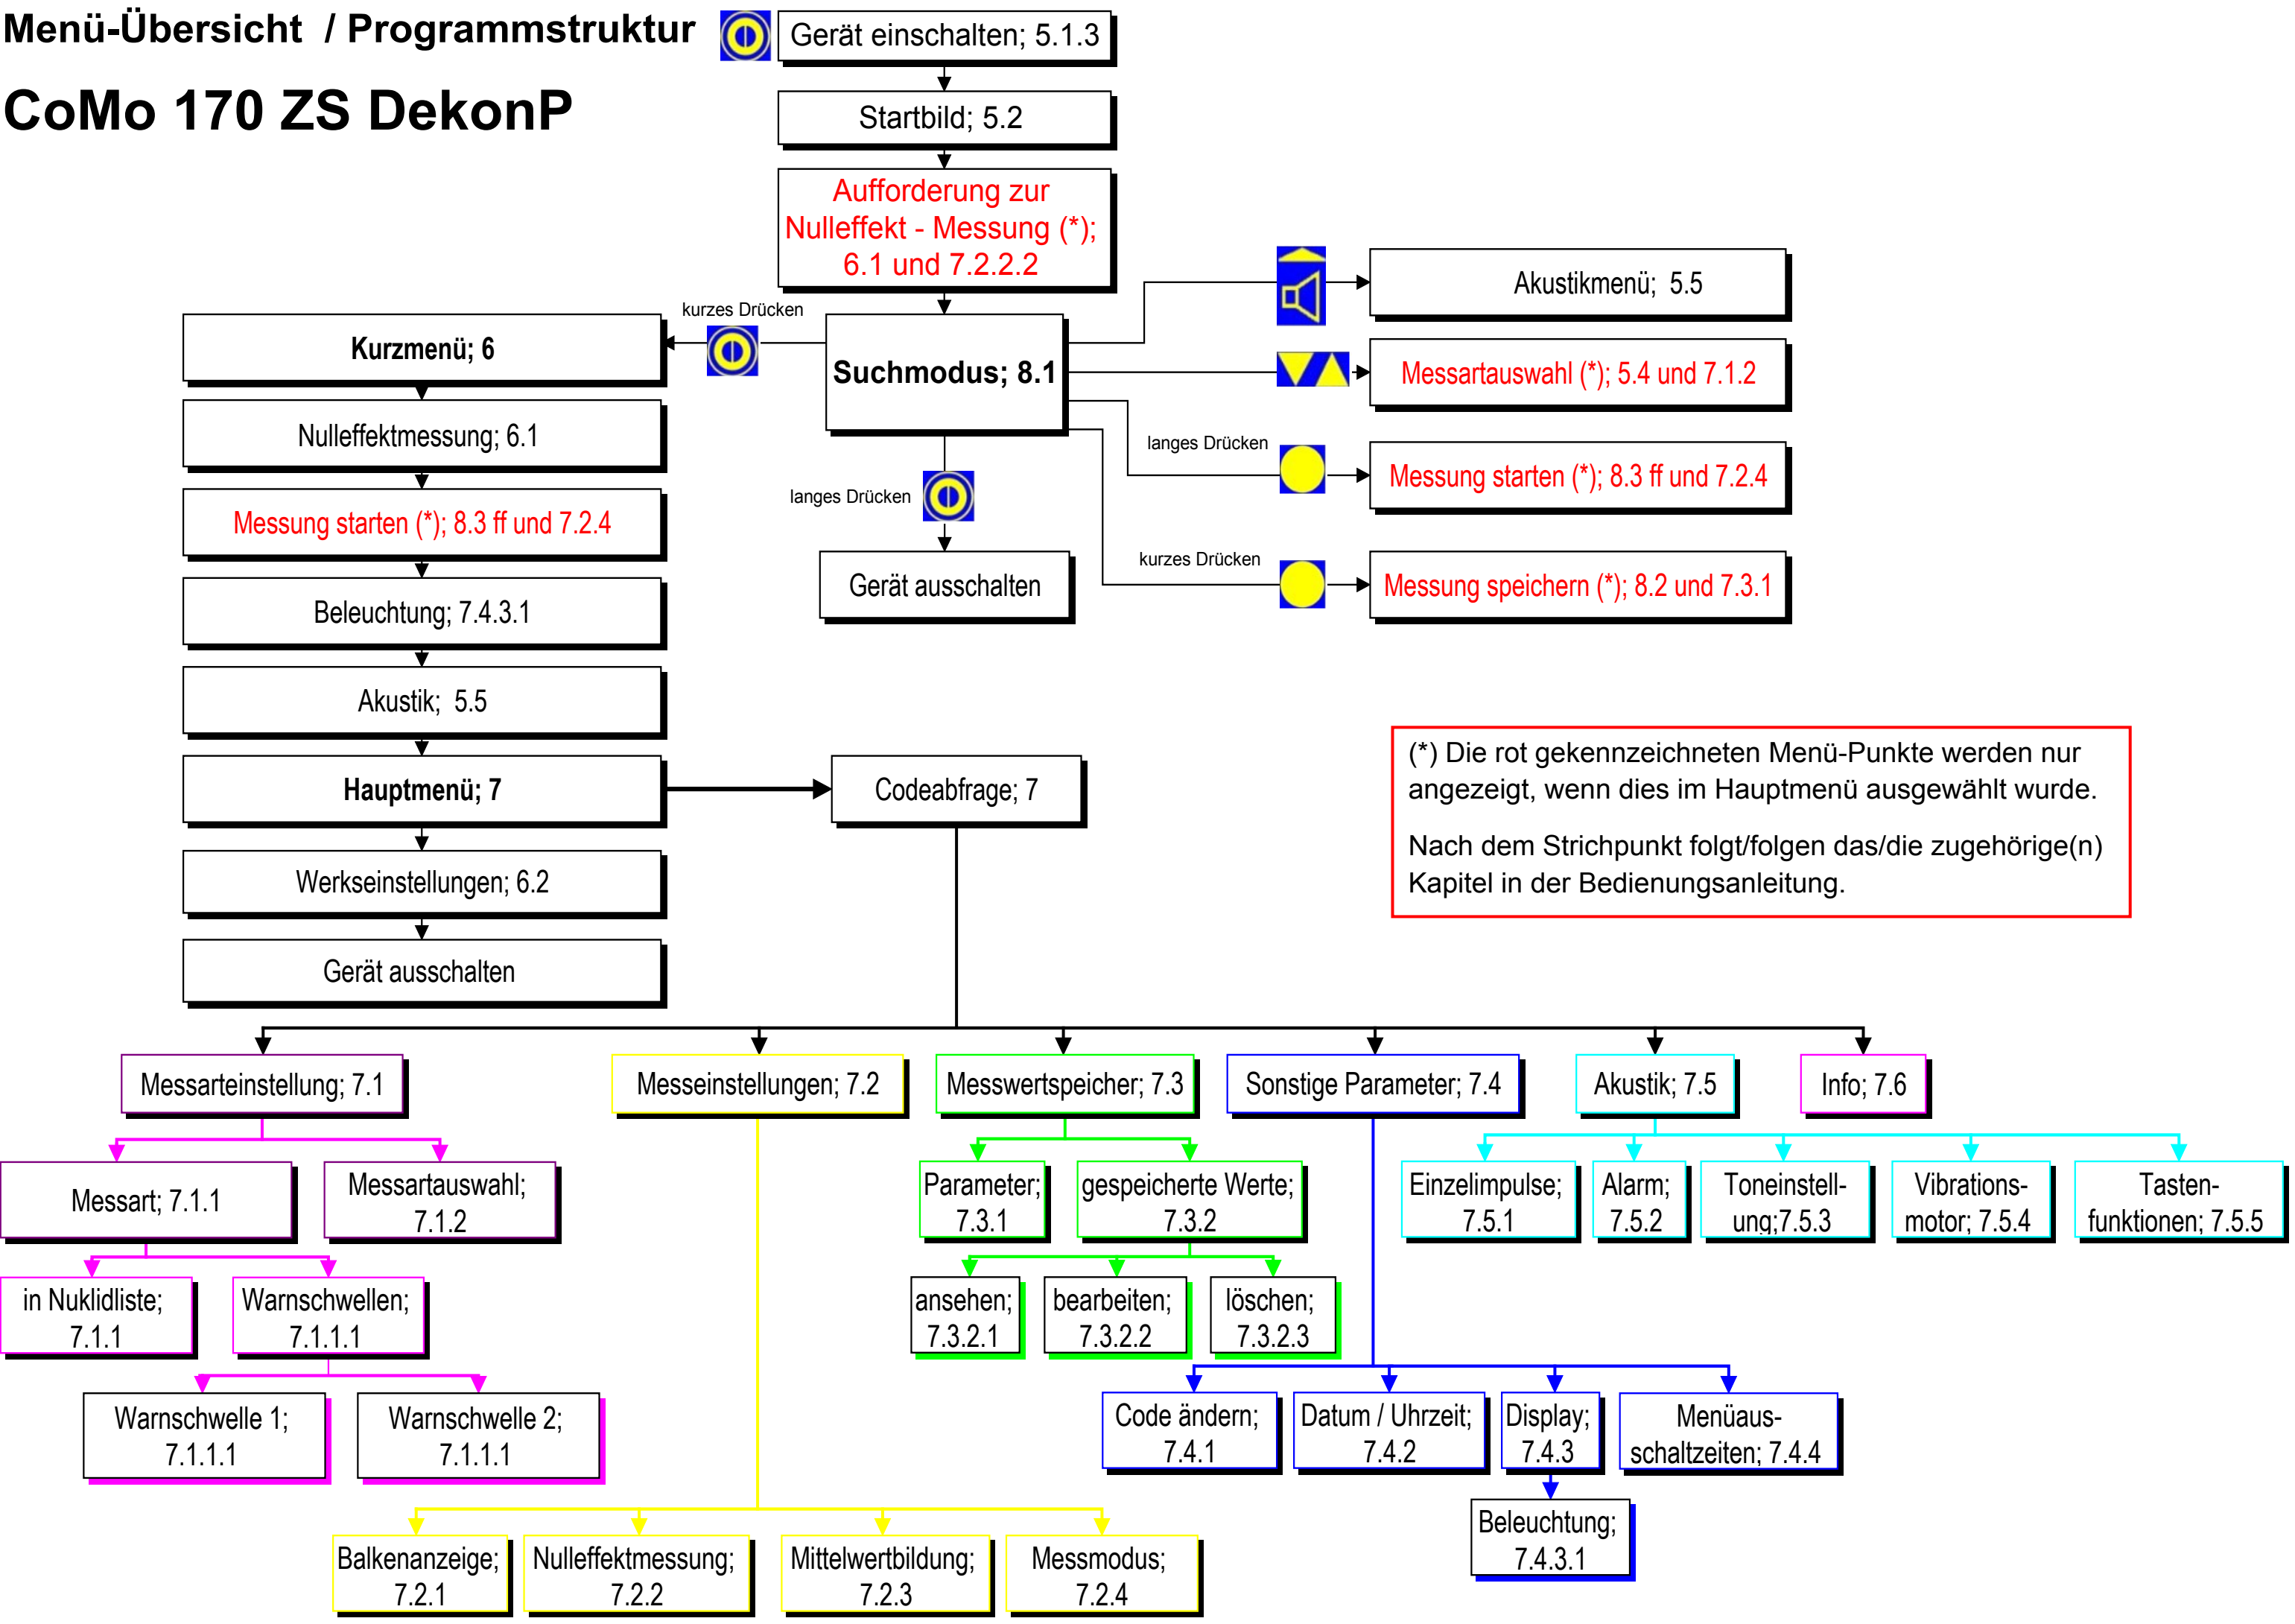 Menü-Übersicht / Programmstruktur
CoMo 170 ZS DekonP
Gerät einschalten; 5.1.3
Startbild; 5.2
Aufforderung zur
Nulleffekt - Messung (*);
6.1 und 7.2.2.2
kurzes Drücken
Suchmodus; 8.1
Akustikmenü; 5.5
Messartauswahl (*); 5.4 und 7.1.2
langes Drücken
Messung starten (*); 8.3 ff und 7.2.4
kurzes Drücken
Messung speichern (*); 8.2 und 7.3.1
langes Drücken
Gerät ausschalten
Kurzmenü; 6
Nulleffektmessung; 6.1
Messung starten (*); 8.3 ff und 7.2.4
Beleuchtung; 7.4.3.1
Akustik; 5.5
Hauptmenü; 7
Codeabfrage; 7
Werkseinstellungen; 6.2
Gerät ausschalten
(*) Die rot gekennzeichneten Menü-Punkte werden nur
angezeigt, wenn dies im Hauptmenü ausgewählt wurde.
Nach dem Strichpunkt folgt/folgen das/die zugehörige(n)
Kapitel in der Bedienungsanleitung.
Messarteinstellung; 7.1
Messeinstellungen; 7.2
Messwertspeicher; 7.3
Sonstige Parameter; 7.4
Akustik; 7.5
Info; 7.6
Messart; 7.1.1
Messartauswahl;
7.1.2
Parameter;
7.3.1
gespeicherte Werte;
7.3.2
Einzelimpulse;
7.5.1
Alarm;
7.5.2
Toneinstell-
ung;7.5.3
Vibrations-
motor; 7.5.4
Tasten-
funktionen; 7.5.5
in Nuklidliste;
7.1.1
Warnschwellen;
7.1.1.1
ansehen;
7.3.2.1
bearbeiten;
7.3.2.2
löschen;
7.3.2.3
Warnschwelle 1;
7.1.1.1
Warnschwelle 2;
7.1.1.1
Code ändern;
7.4.1
Datum / Uhrzeit;
7.4.2
Display;
7.4.3
Menüaus-
schaltzeiten; 7.4.4
Beleuchtung;
7.4.3.1
Balkenanzeige;
7.2.1
Nulleffektmessung;
7.2.2
Mittelwertbildung;
7.2.3
Messmodus;
7.2.4